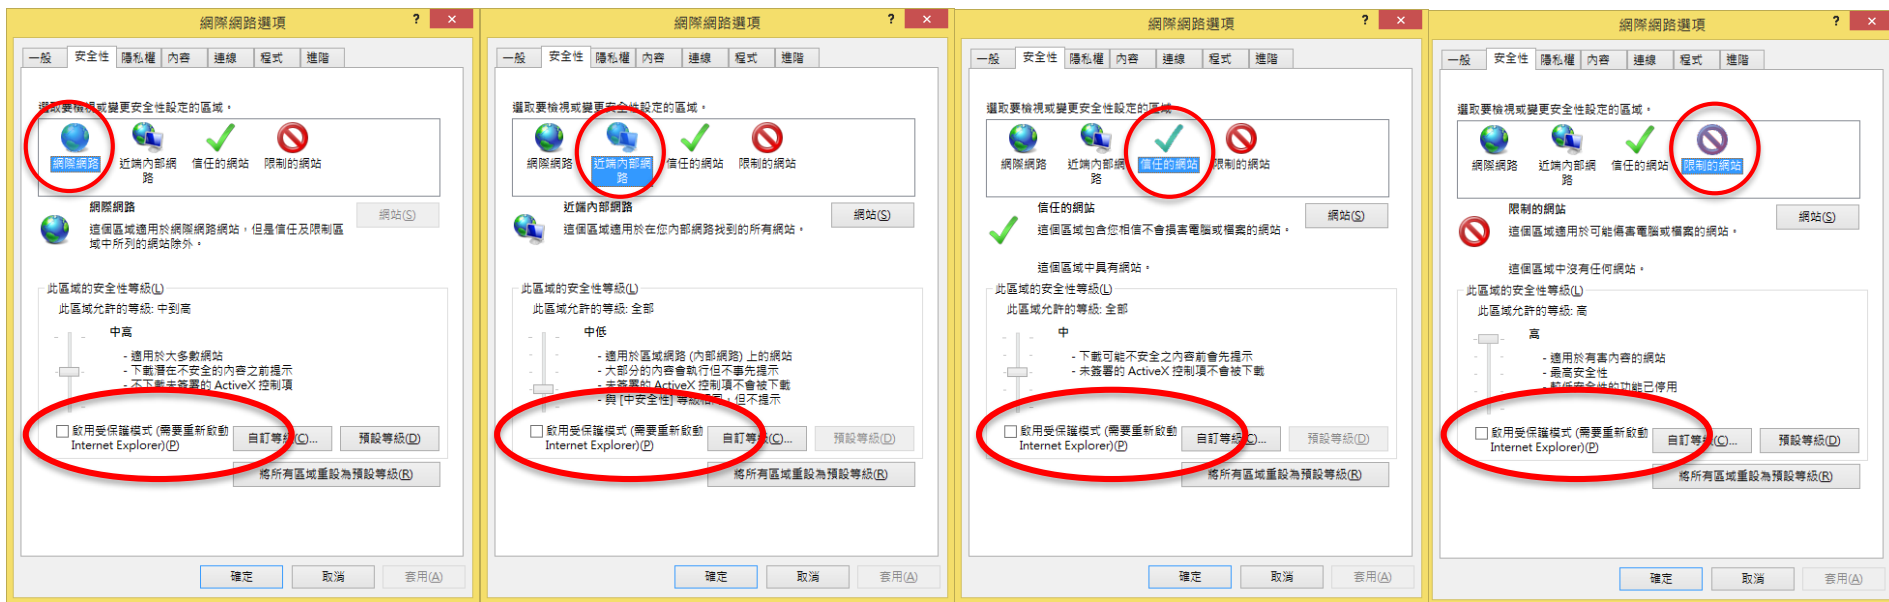 網際網路選項
? ×
一般 安全性 隱私權 內容 連線 程式 進階
選取要檢視或變更安全性設定的區域。
網際網路 近端內部網路 信任的網站 限制的網站
網際網路
這個區域適用於網際網路網站，但是信任及限制區
域中所列的網站除外。
網站(S)
此區域的安全性等級(L)
此區域允許的等級: 中到高
中高
- 適用於大多數網站
- 下載潛在不安全的內容之前提示
- 不下載未簽署的 ActiveX 控制項
啟用受保護模式 (需要重新啟動
Internet Explorer)(P)
自訂等級(C)... 預設等級(D)
將所有區域重設為預設等級(R)
確定 取消 套用(A)
網際網路選項
? ×
一般 安全性 隱私權 內容 連線 程式 進階
選取要檢視或變更安全性設定的區域。
網際網路 近端內部網路 信任的網站 限制的網站
近端內部網路
這個區域適用於在您內部網路找到的所有網站。
網站(S)
此區域的安全性等級(L)
此區域允許的等級: 全部
中低
- 適用於區域網路 (內部網路) 上的網站
- 大部分的內容會執行但不事先提示
- 未簽署的 ActiveX 控制項不會被下載
- 與 [中安全性] 等級相同，但不提示
啟用受保護模式 (需要重新啟動
Internet Explorer)(P)
自訂等級(C)... 預設等級(D)
將所有區域重設為預設等級(R)
確定 取消 套用(A)
網際網路選項
? ×
一般 安全性 隱私權 內容 連線 程式 進階
選取要檢視或變更安全性設定的區域
網際網路 近端內部網路 信任的網站 限制的網站
信任的網站
這個區域包含您相信不會損害電腦或檔案的網站。
網站(S)
這個區域中具有網站。
此區域的安全性等級(L)
此區域允許的等級: 全部
中
- 下載可能不安全之內容前會先提示
- 未簽署的 ActiveX 控制項不會被下載
啟用受保護模式 (需要重新啟動
Internet Explorer)(P)
自訂等級(C)... 預設等級(D)
將所有區域重設為預設等級(R)
確定 取消 套用(A)
網際網路選項
? ×
一般 安全性 隱私權 內容 連線 程式 進階
選取要檢視或變更安全性設定的區域。
網際網路 近端內部網路 信任的網站 限制的網站
限制的網站
這個區域適用於可能傷害電腦或檔案的網站。
網站(S)
這個區域中沒有任何網站。
此區域的安全性等級(L)
此區域允許的等級: 高
高
- 適用於有害內容的網站
- 最高安全性
- 較低安全性的功能已停用
啟用受保護模式 (需要重新啟動
Internet Explorer)(P)
自訂等級(C)... 預設等級(D)
將所有區域重設為預設等級(R)
確定 取消 套用(A)